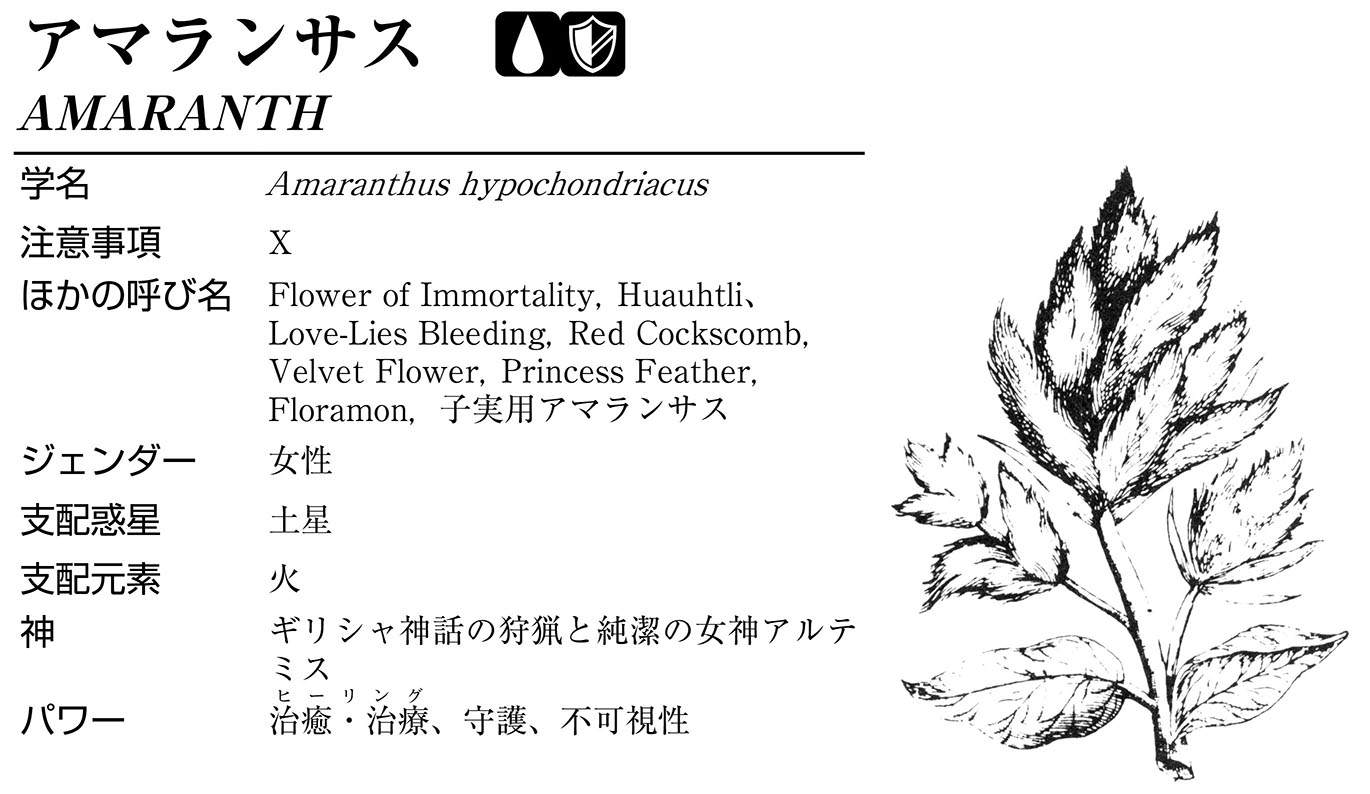 アマランサス
AMARANTH
学名 Amaranthus hypochondriacus
注意事項 X
ほかの呼び名 Flower of Immortality, Huauhtli、
Love-Lies Bleeding, Red Cockscomb,
Velvet Flower, Princess Feather,
Floramon, 子実用アマランサス
ジェンダー 女性
支配惑星 土星
支配元素 火
神 ギリシャ神話の狩猟と純潔の女神アルテ
ミス
ヒーリング
パワー 治癒・治療、守護、不可視性